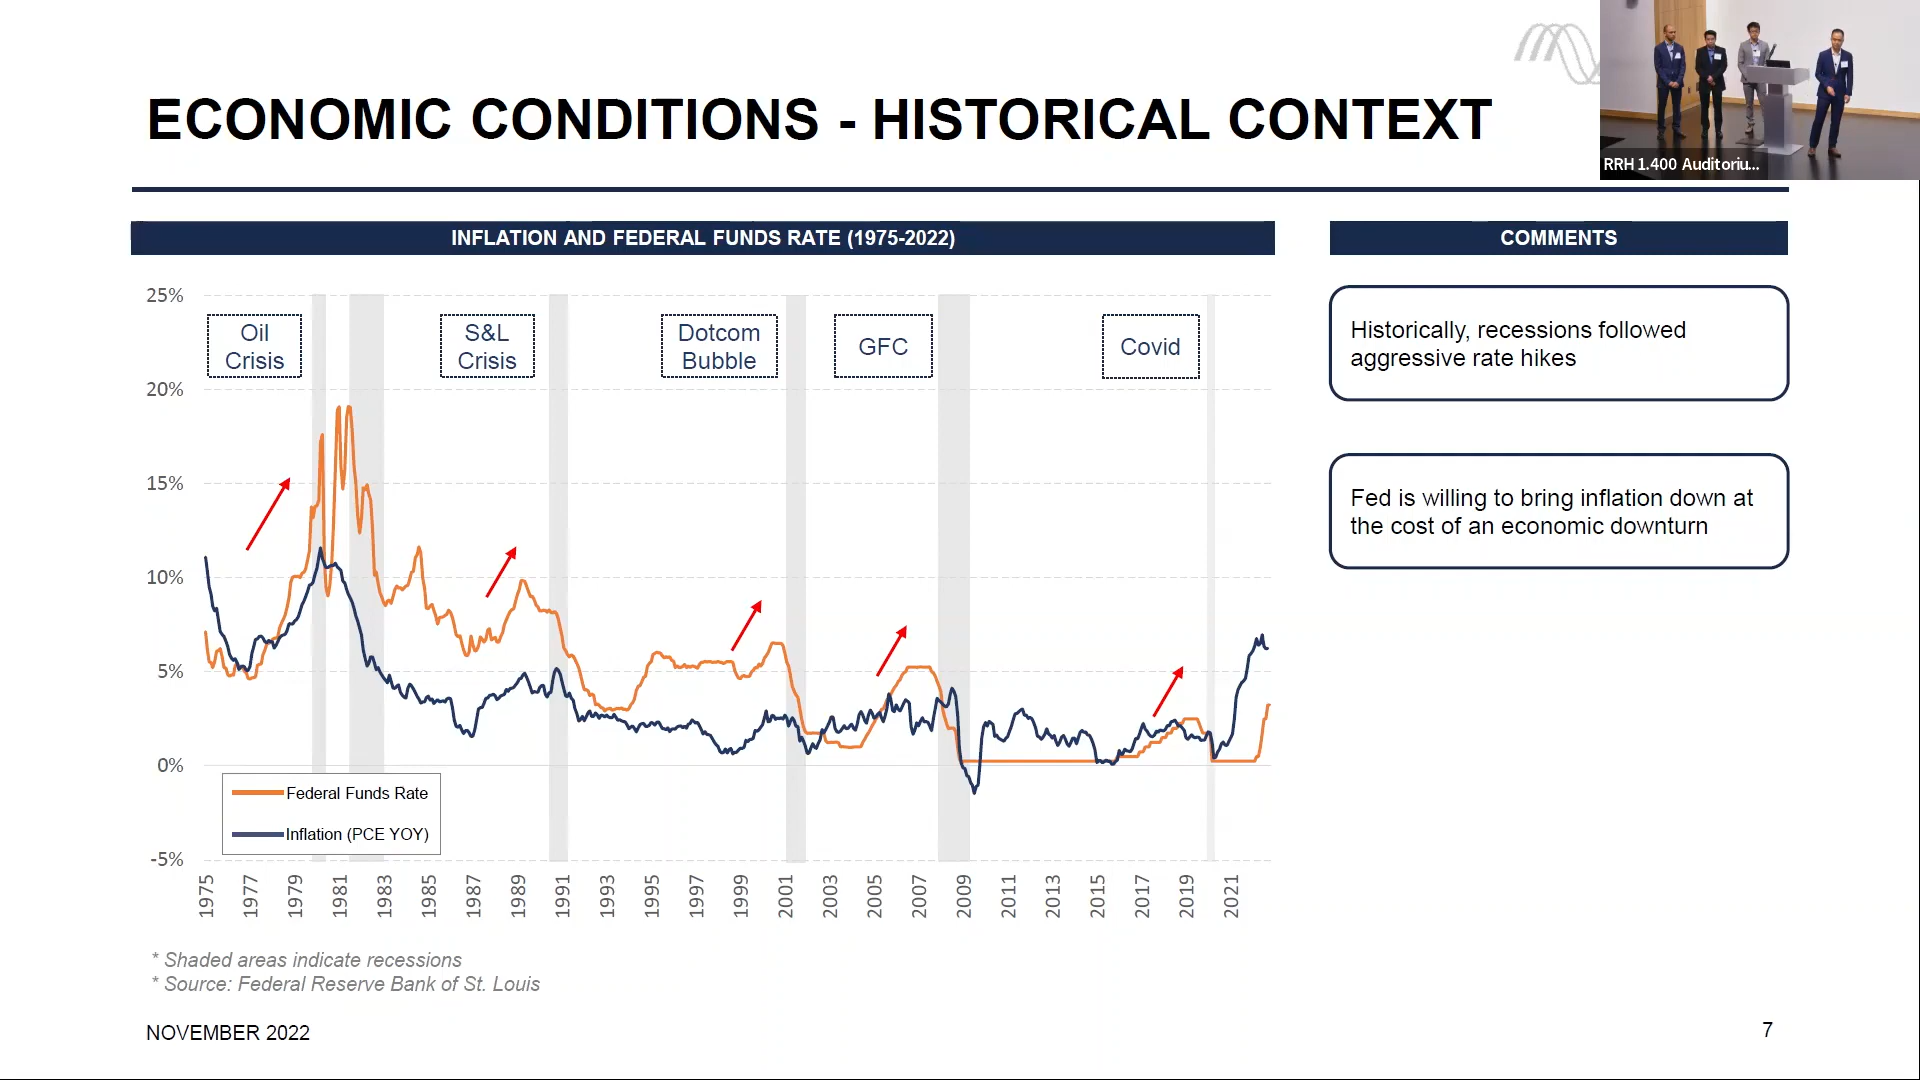 ECONOMIC CONDITIONS - HISTORICAL CONTEXT
RRH 1.400 Auditoriu...
INFLATION AND FEDERAL FUNDS RATE (1975-2022)
COMMENTS
25%
20%
15%
10%
5%
0%
-5%
Oil
Crisis
S&L
Crisis
Dotcom
Bubble
GFC
Covid
Federal Funds Rate
Inflation (PCE YOY)
1975
1977
1979
1981
1983
1985
1987
1989
1991
1993
1995
1997
1999
2001
2003
2005
2007
2009
2011
2013
2015
2017
2019
2021
Historically, recessions followed
aggressive rate hikes
Fed is willing to bring inflation down at
the cost of an economic downturn
* Shaded areas indicate recessions
* Source: Federal Reserve Bank of St. Louis
NOVEMBER 2022
7